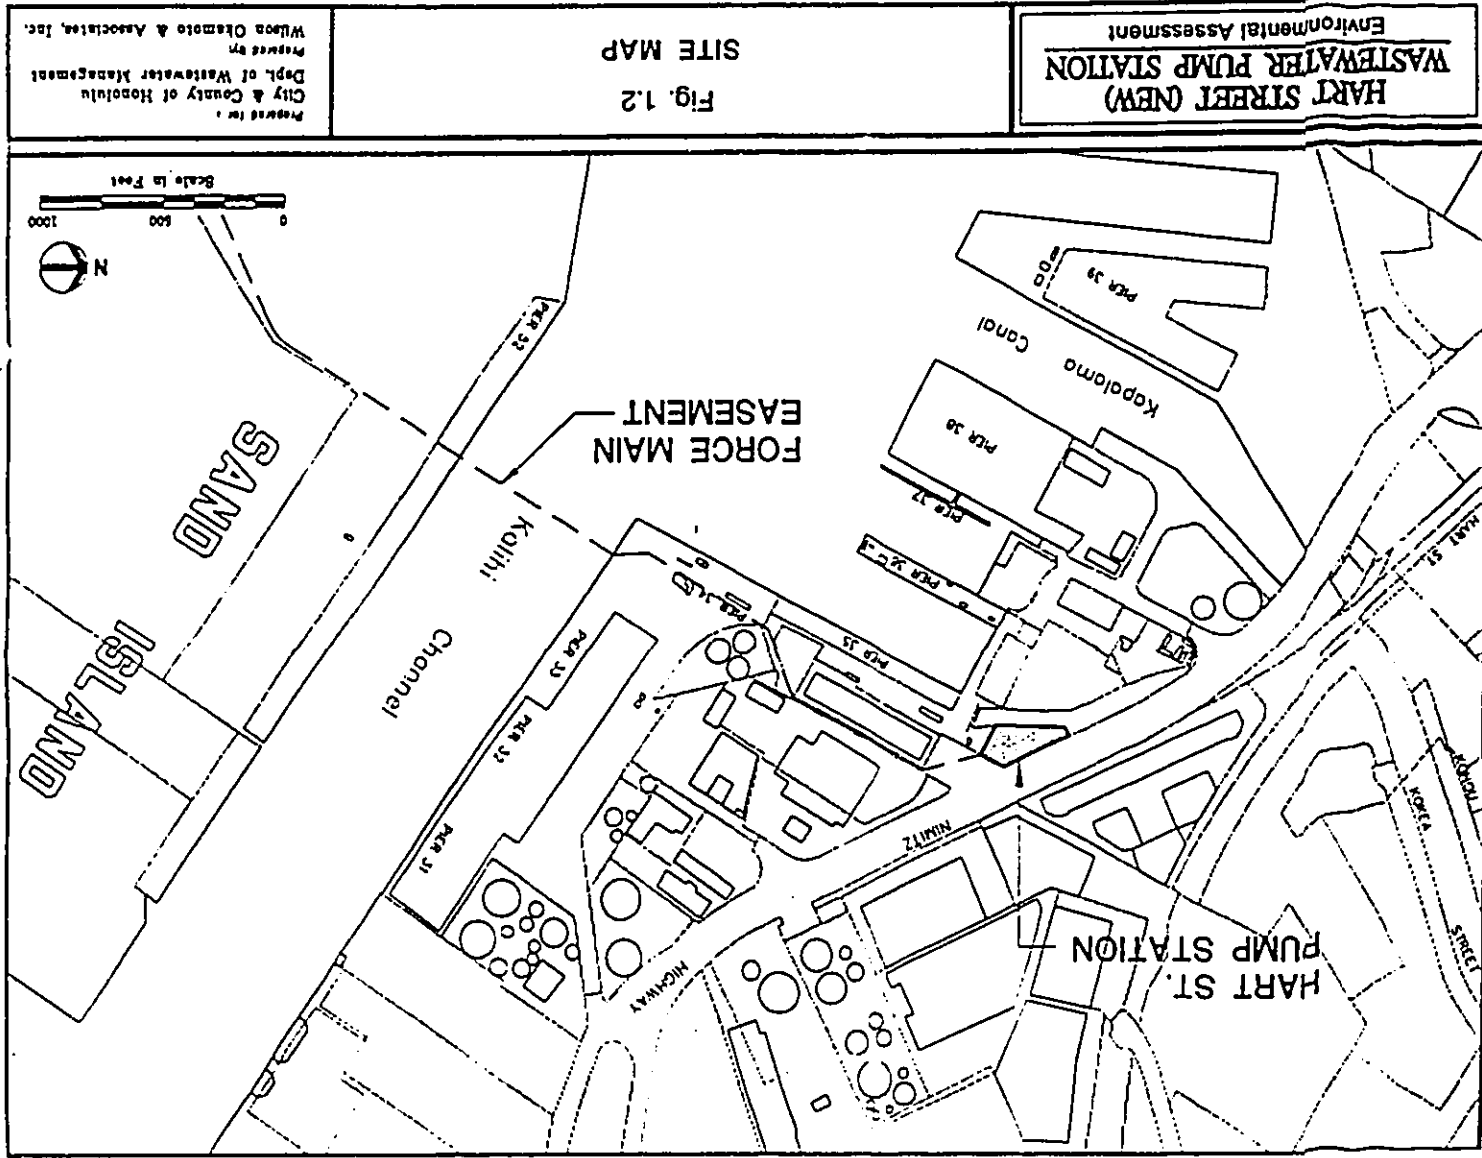 HART ST.
PUMP STATION
STREET
KOKEA
KOHOU
HIGHWAY
NIMITZ
PIER 31
PIER 32
PIER 33
PIER 34
PIER 35
PIER 36
PIER 37
PIER 38
PIER 39
HART ST.
Kalihi
Channel
Kapalama
Canal
FORCE MAIN
EASEMENT
PIER 52
SAND
ISLAND
N
0 500 1000
Scale in Feet
HART STREET (NEW)
WASTEWATER PUMP STATION
Environmental Assessment
Fig. 1.2
SITE MAP
Prepared for :
City & County of Honolulu
Dept. of Wastewater Management
Prepared by:
Wilson Okamoto & Associates, Inc.